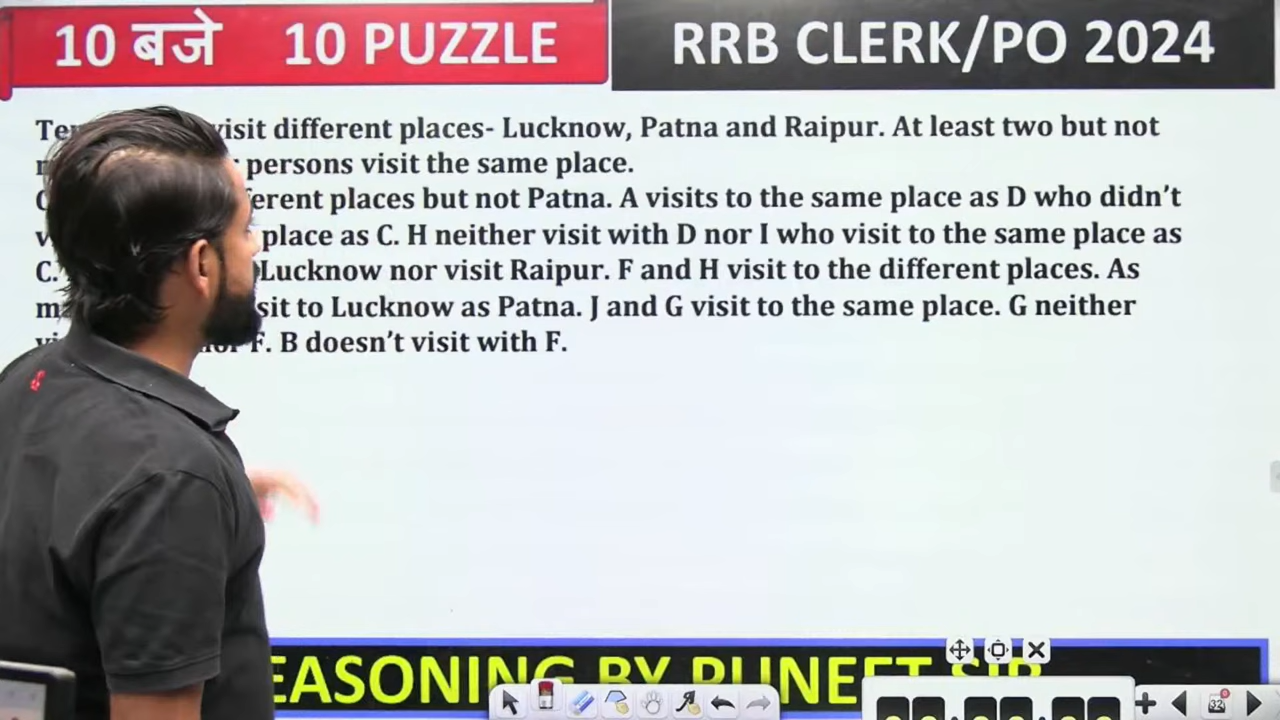 10 बजे 10 PUZZLE
RRB CLERK/PO 2024
visit different places- Lucknow, Patna and Raipur. At least two but not
persons visit the same place.
places but not Patna. A visits to the same place as D who didn't
place as C. H neither visit with D nor I who visit to the same place as
C. Lucknow nor visit Raipur. F and H visit to the different places. As
to Lucknow as Patna. J and G visit to the same place. G neither
F. B doesn't visit with F.
BY PUNEET SIR
32